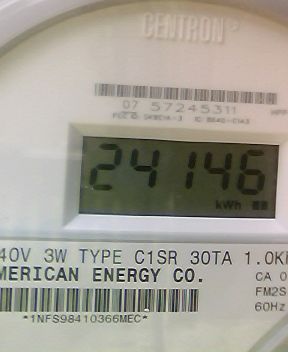 CENTRON®
07 57245311
24146
kWh
40V 3W TYPE C1SR 30TA 1.0K
MERICAN ENERGY CO.
CA 0
FM2S
60Hz
*1NFS98410366MEC*